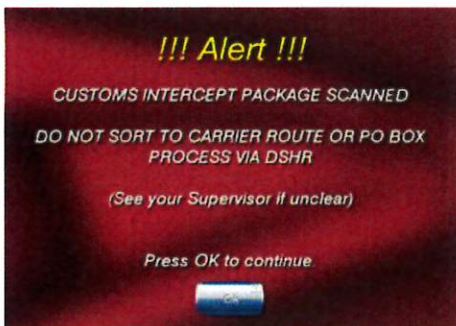 !!! Alert !!!
CUSTOMS INTERCEPT PACKAGE SCANNED
DO NOT SORT TO CARRIER ROUTE OR PO BOX
PROCESS VIA DSHR
(See your Supervisor if unclear)
Press OK to continue.